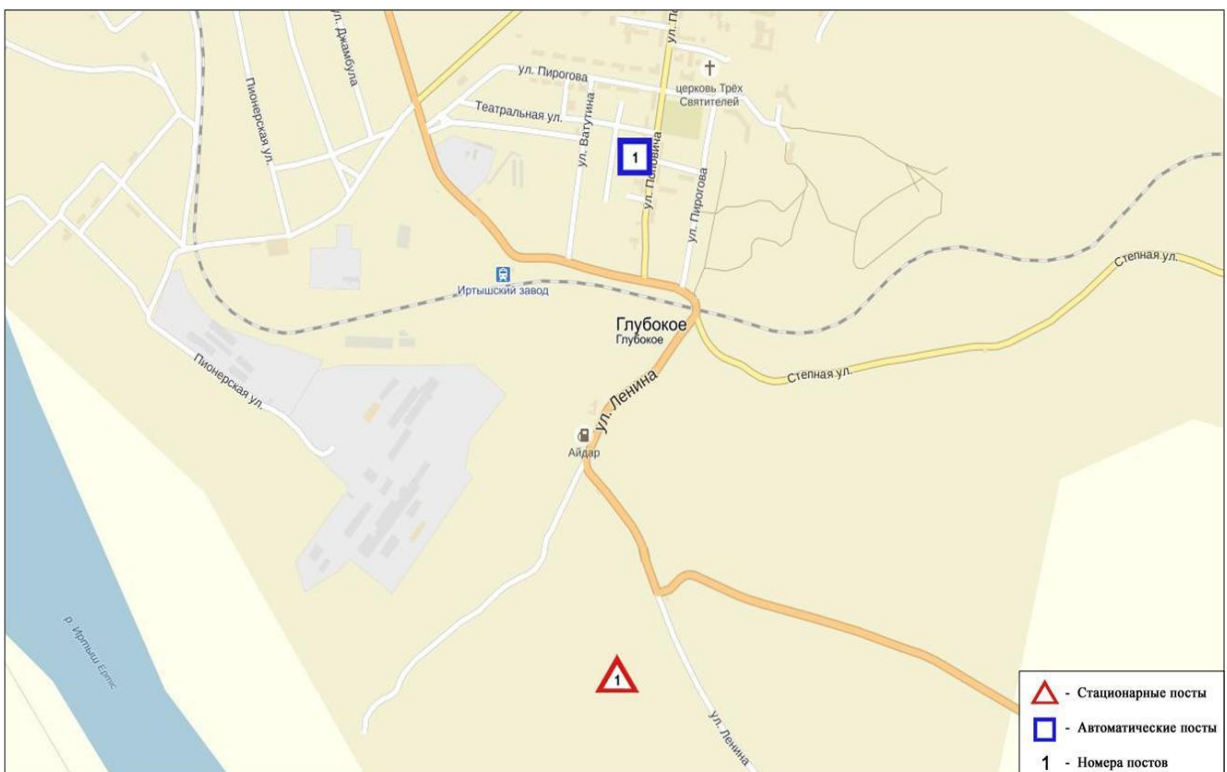 ул. По
ул. Джамбула
ул. Пирогова
церковь Трёх
Святителей
Пионерская ул.
Театральная ул.
ул. Ватутина
1
ул. Поповича
ул. Пирогова
Степная ул.
Иртышский завод
Глубокое
Глубокое
Пионерская ул.
Степная ул.
ул. Ленина
Айдар
р. Иртыш Ертіс
1
ул. Ленина
- Стационарные посты
- Автоматические посты
1 - Номера постов